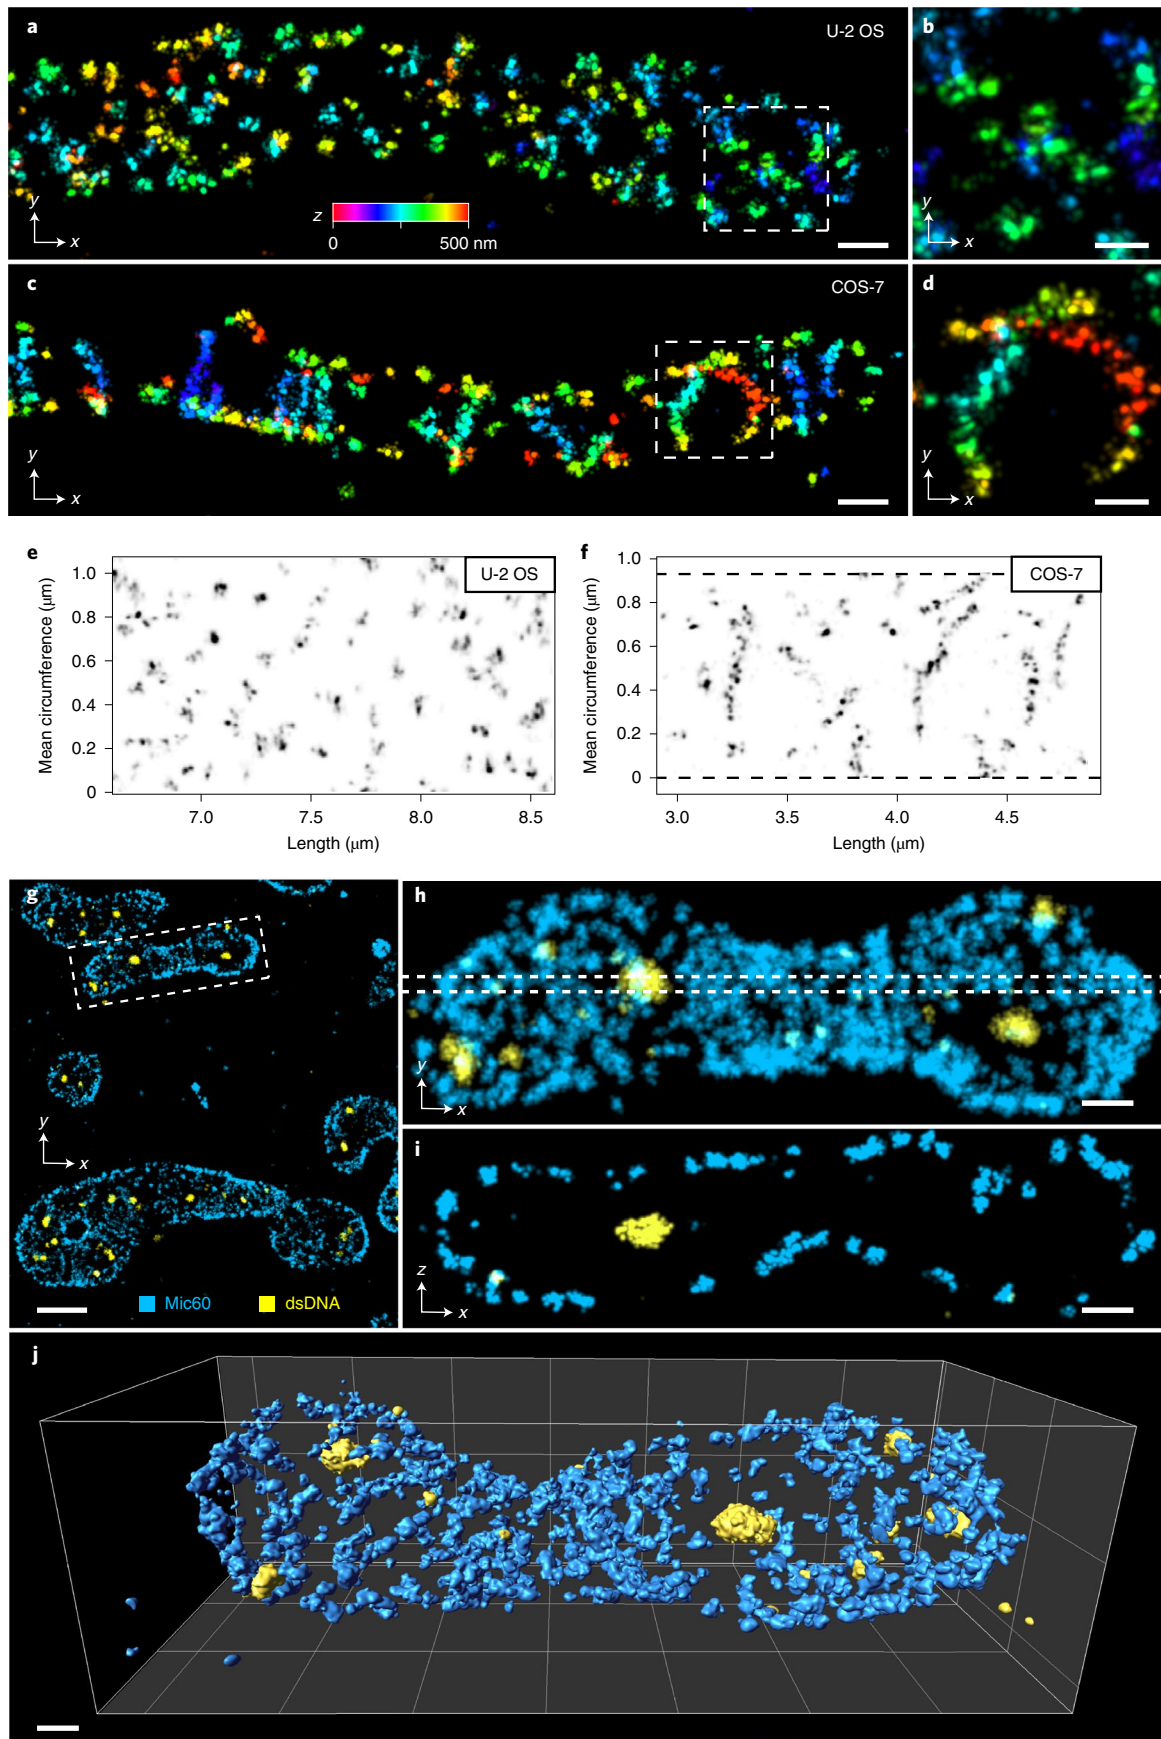 a
U-2 OS
b
z
0
500 nm
y
x
y
x
c
COS-7
d
y
x
y
x
e
U-2 OS
Mean circumference (μm)
1.0
0.8
0.6
0.4
0.2
0
7.0
7.5
8.0
8.5
Length (μm)
f
COS-7
Mean circumference (μm)
1.0
0.8
0.6
0.4
0.2
0
3.0
3.5
4.0
4.5
Length (μm)
g
y
x
Mic60
dsDNA
h
y
x
i
z
x
j